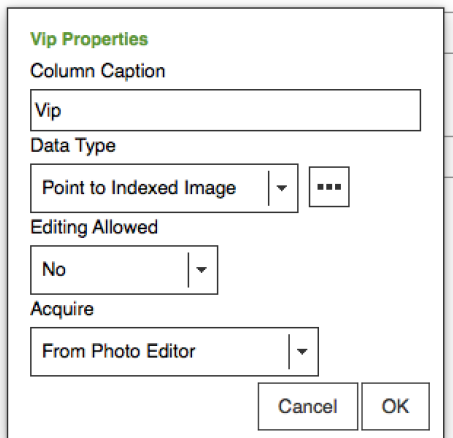 Vip Properties
Column Caption
Vip
Data Type
Point to Indexed Image
Editing Allowed
No
Acquire
From Photo Editor
Cancel OK